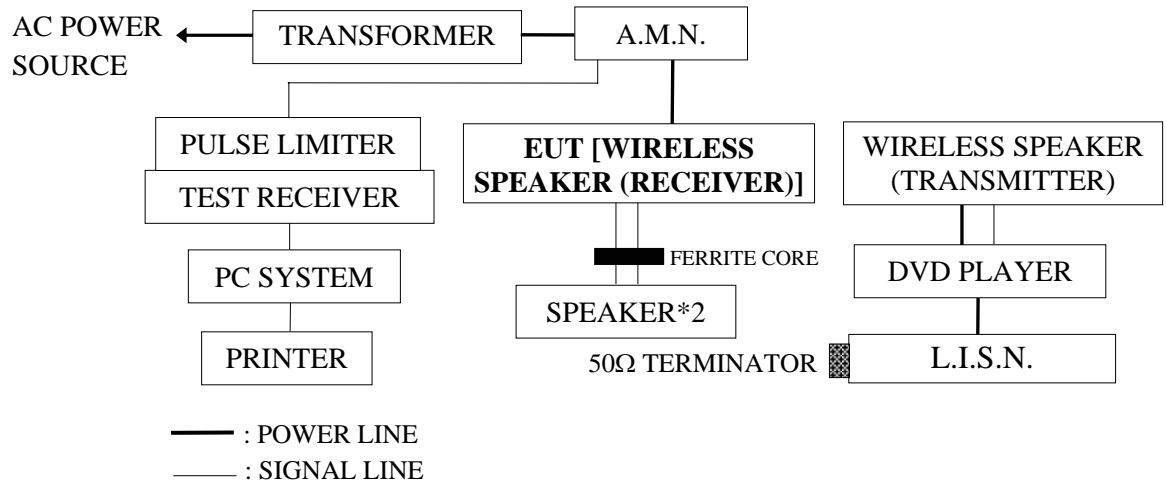 AC POWER
SOURCE
TRANSFORMER
A.M.N.
PULSE LIMITER
TEST RECEIVER
PC SYSTEM
PRINTER
EUT [WIRELESS
SPEAKER (RECEIVER)]
FERRITE CORE
SPEAKER*2
WIRELESS SPEAKER
(TRANSMITTER)
DVD PLAYER
50Ω TERMINATOR
L.I.S.N.
: POWER LINE
: SIGNAL LINE